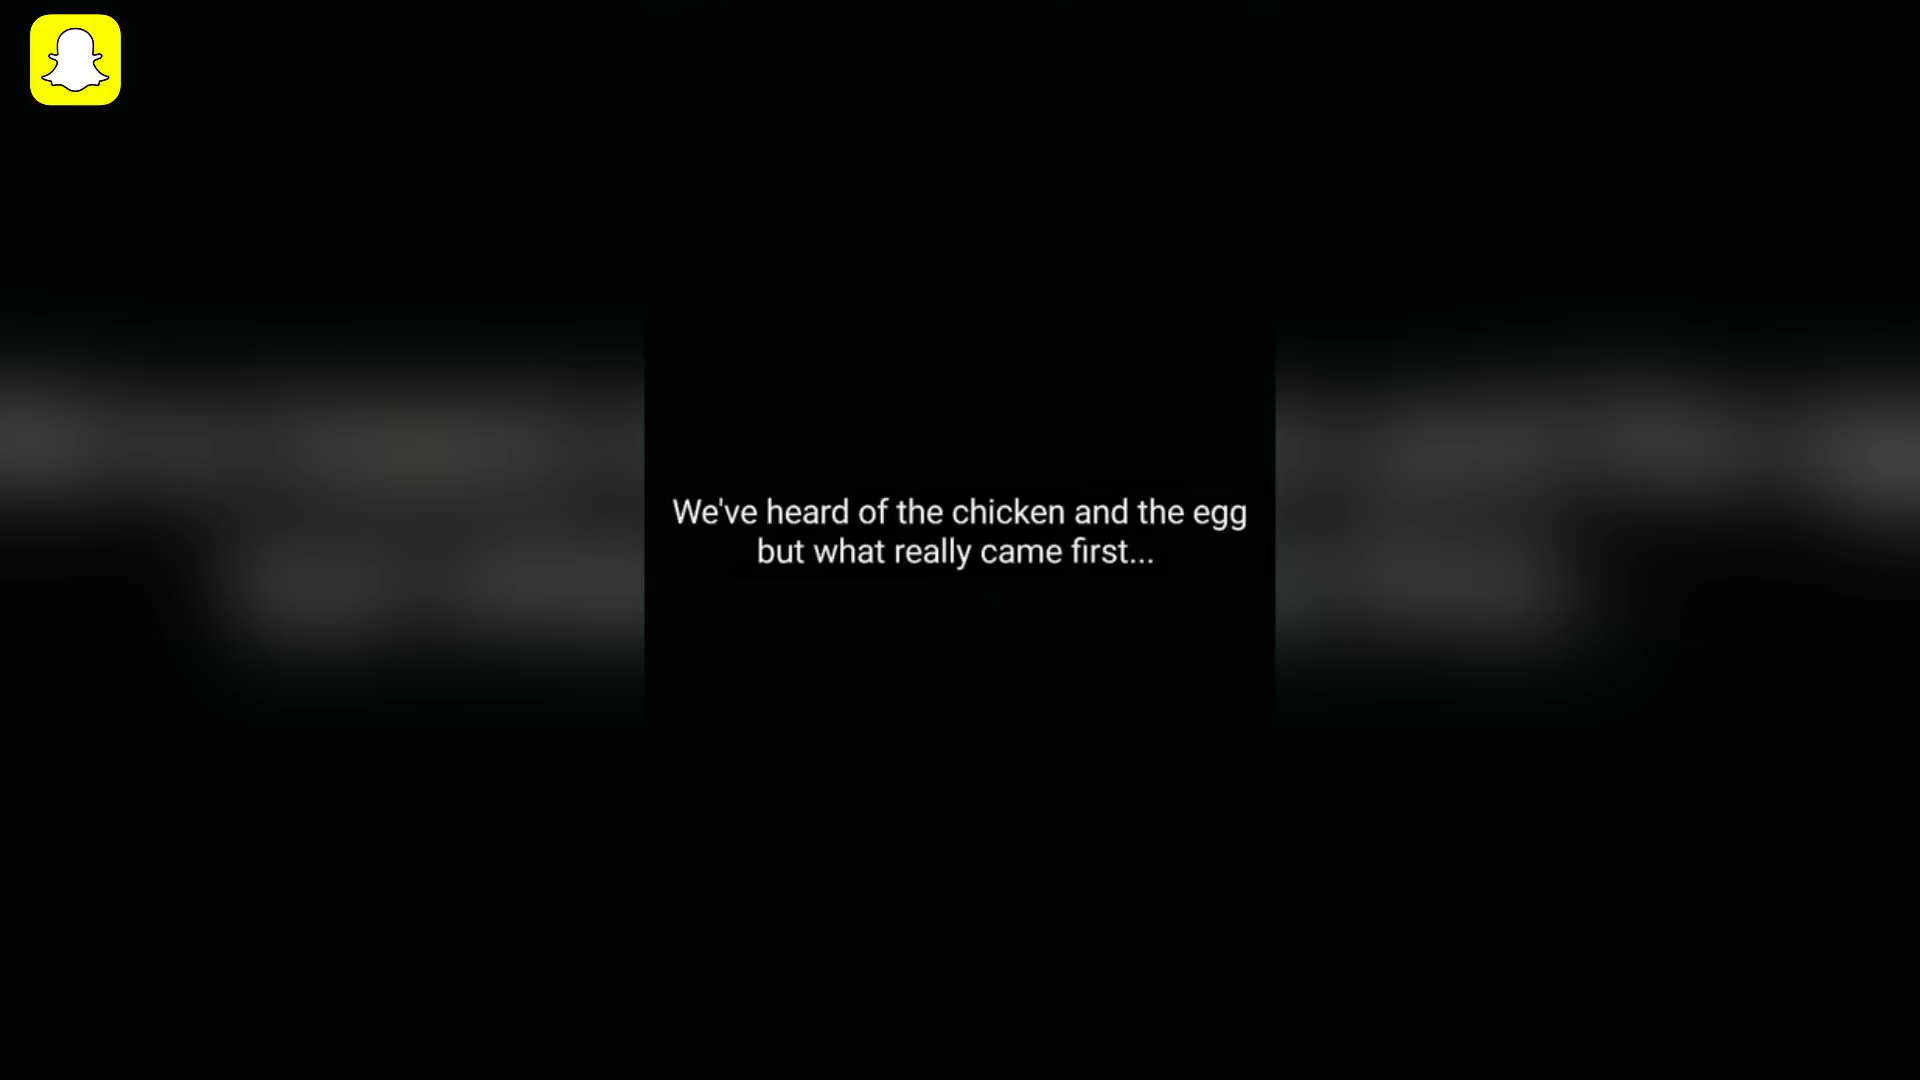 We've heard of the chicken and the egg
but what really came first...